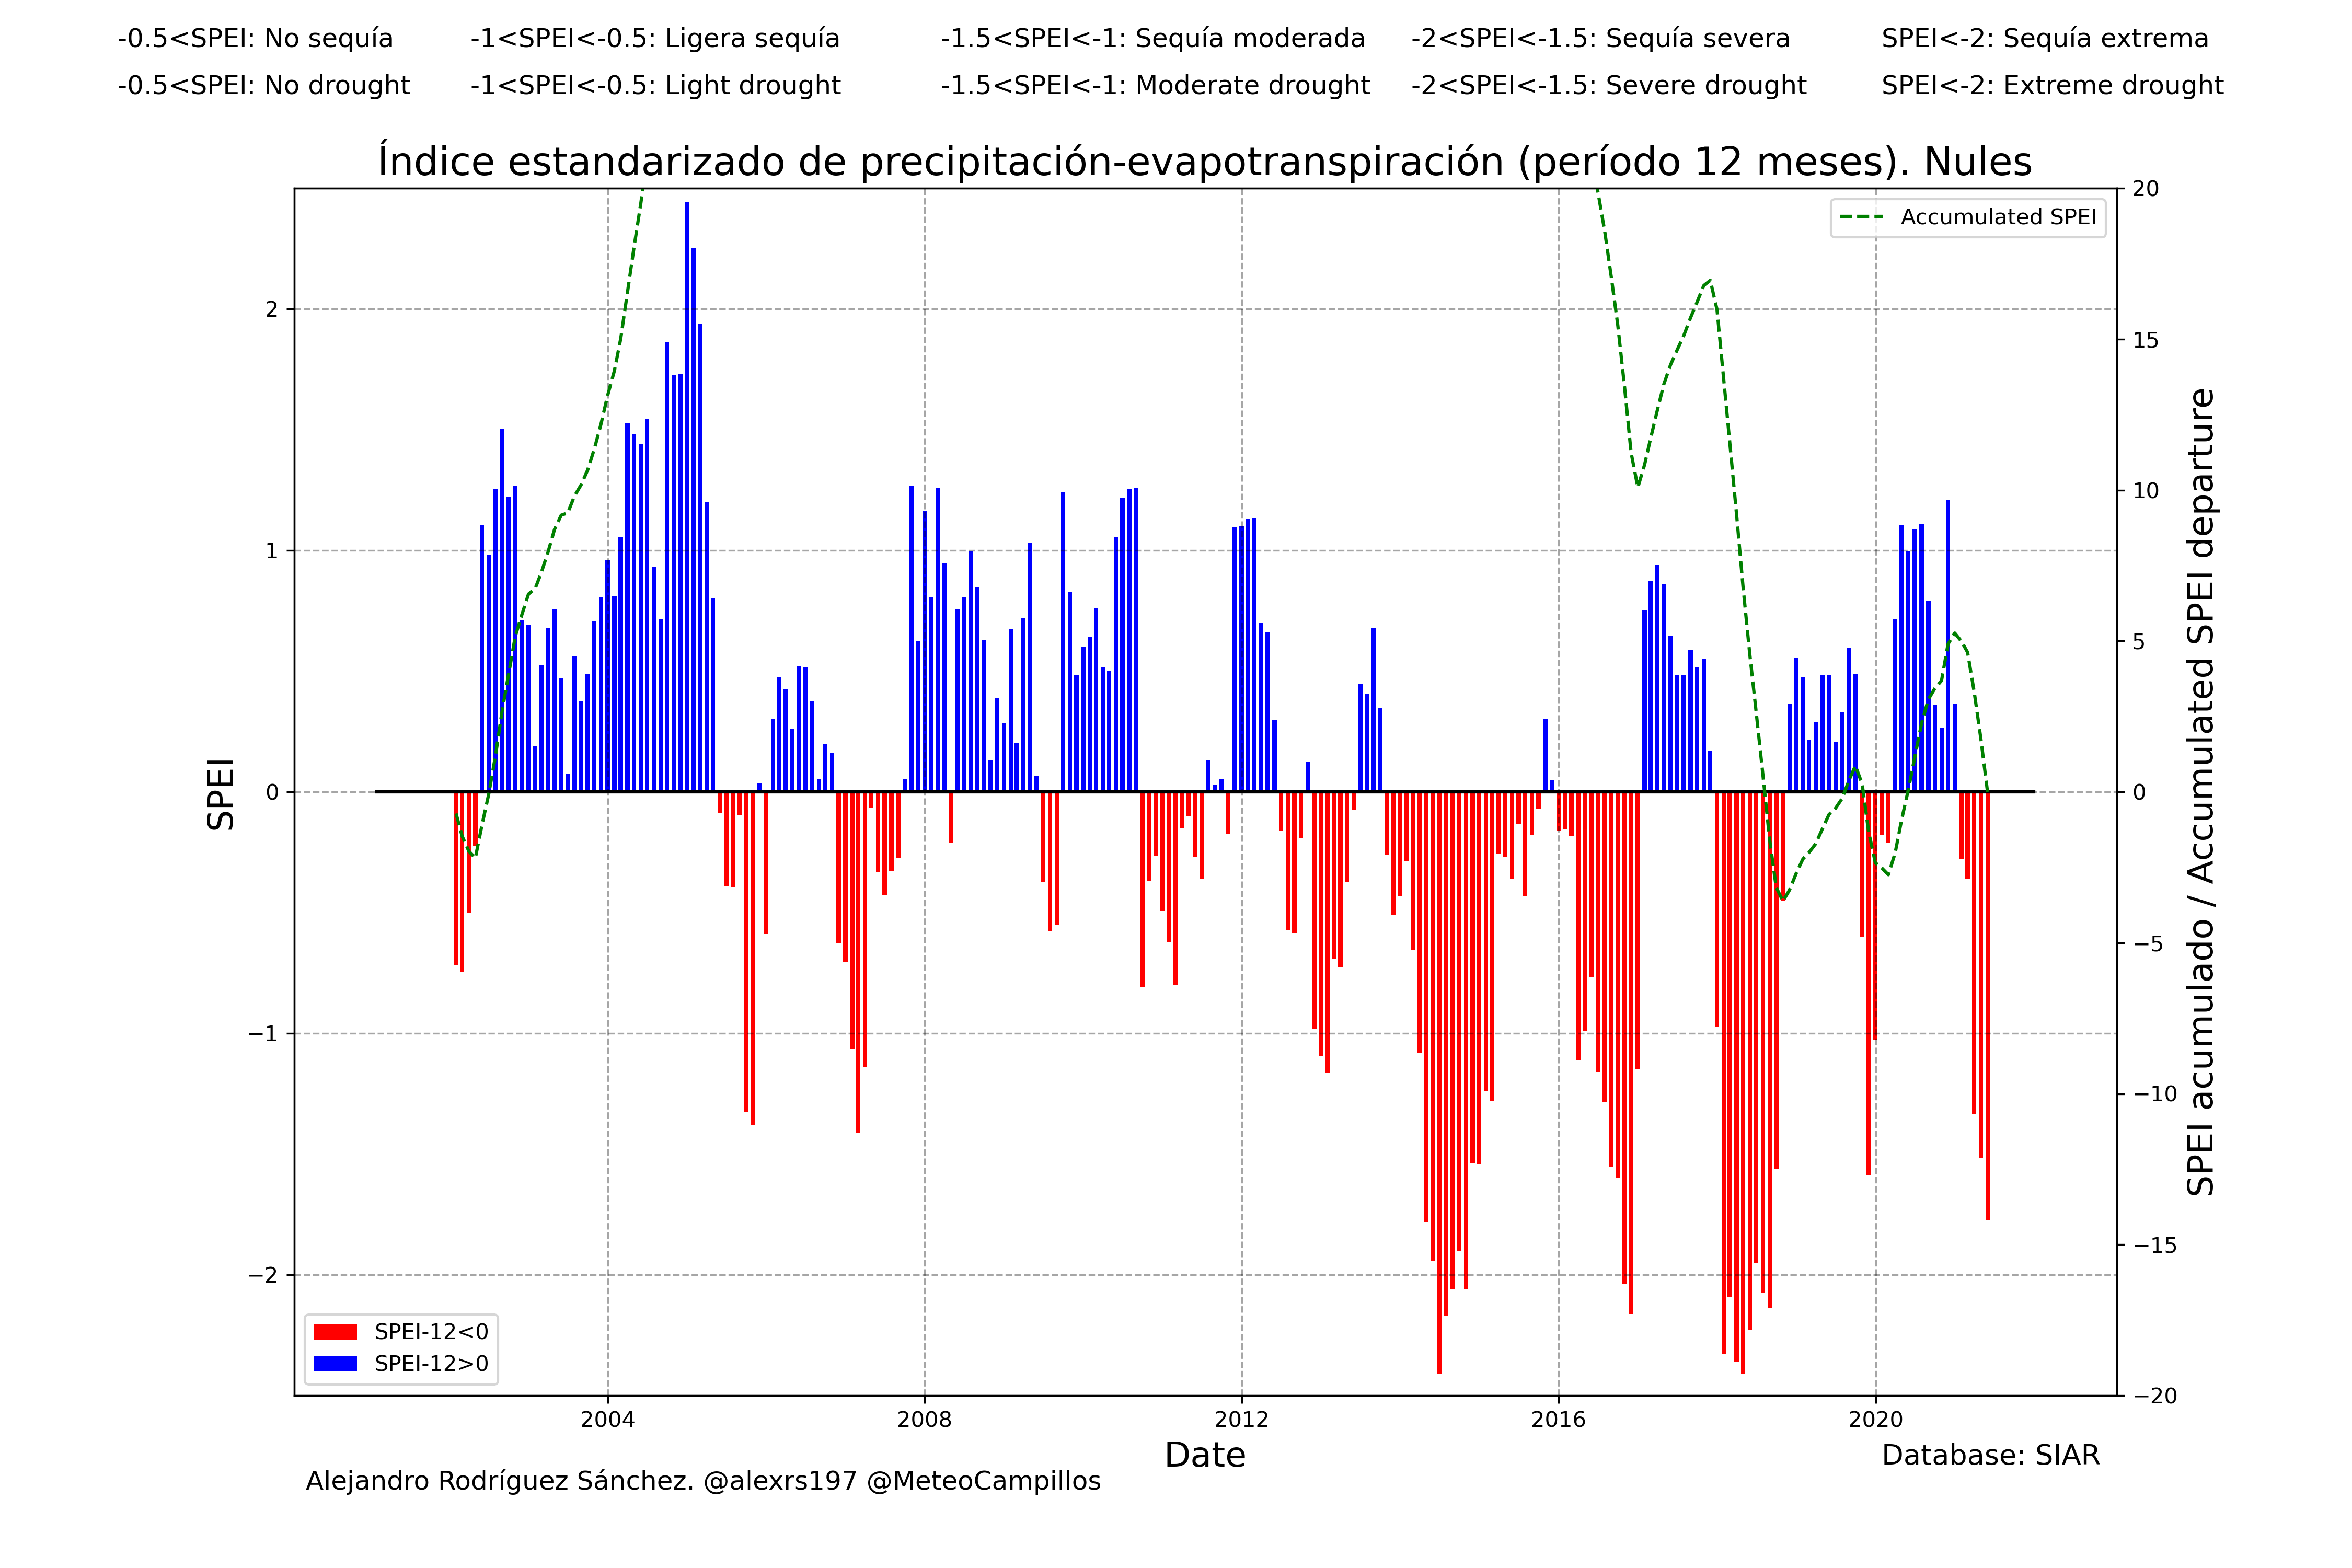 -0.5<SPEI: No sequía -1<SPEI<-0.5: Ligera sequía -1.5<SPEI<-1: Sequía moderada -2<SPEI<-1.5: Sequía severa SPEI<-2: Sequía extrema
-0.5<SPEI: No drought -1<SPEI<-0.5: Light drought -1.5<SPEI<-1: Moderate drought -2<SPEI<-1.5: Severe drought SPEI<-2: Extreme drought
Índice estandarizado de precipitación-evapotranspiración (período 12 meses). Nules
SPEI
2
1
0
−1
−2
Accumulated SPEI
20
15
10
5
0
−5
−10
−15
−20
SPEI acumulado / Accumulated SPEI departure
SPEI-12<0
SPEI-12>0
2004 2008 2012 2016 2020
Date
Database: SIAR
Alejandro Rodríguez Sánchez. @alexrs197 @MeteoCampillos